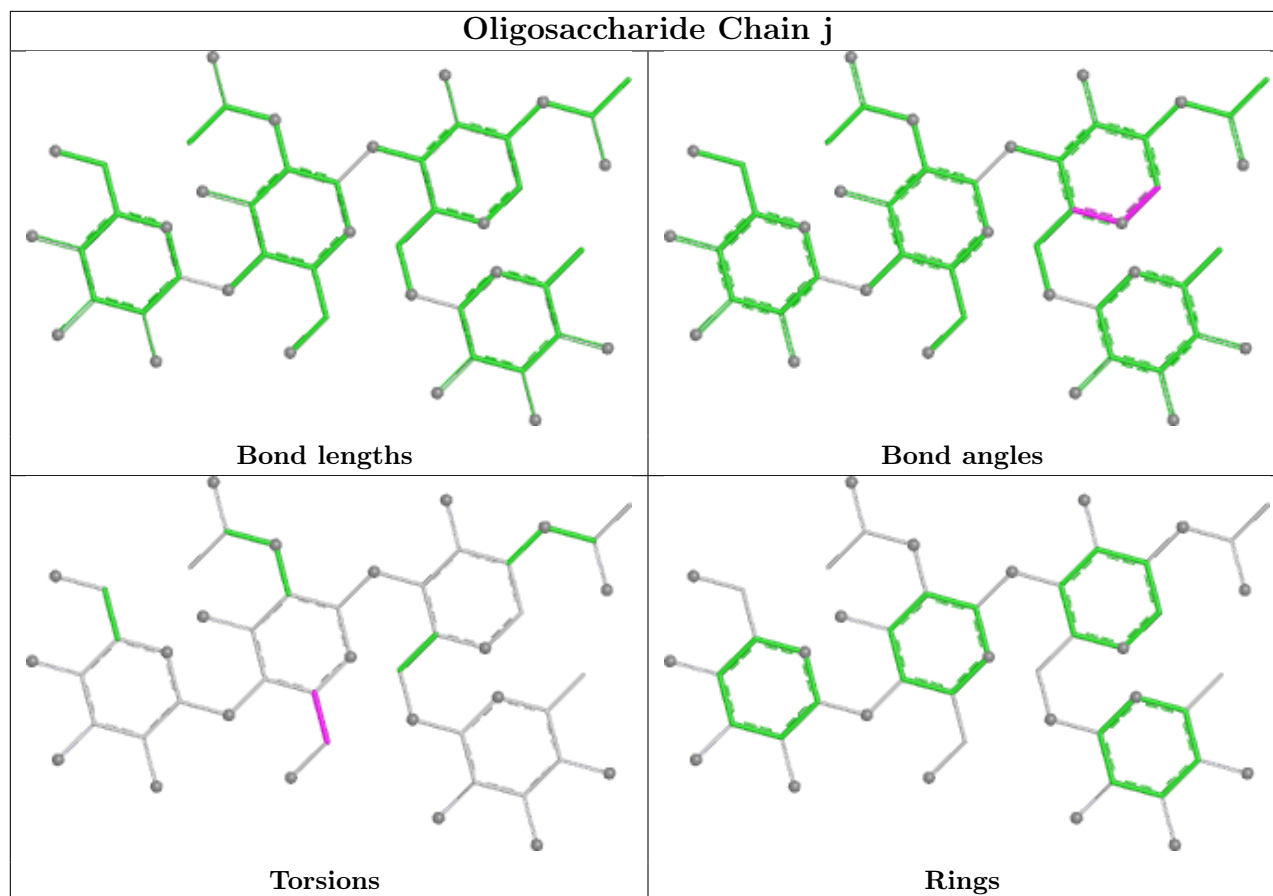 Oligosaccharide Chain j
Bond lengths
Bond angles
Torsions
Rings